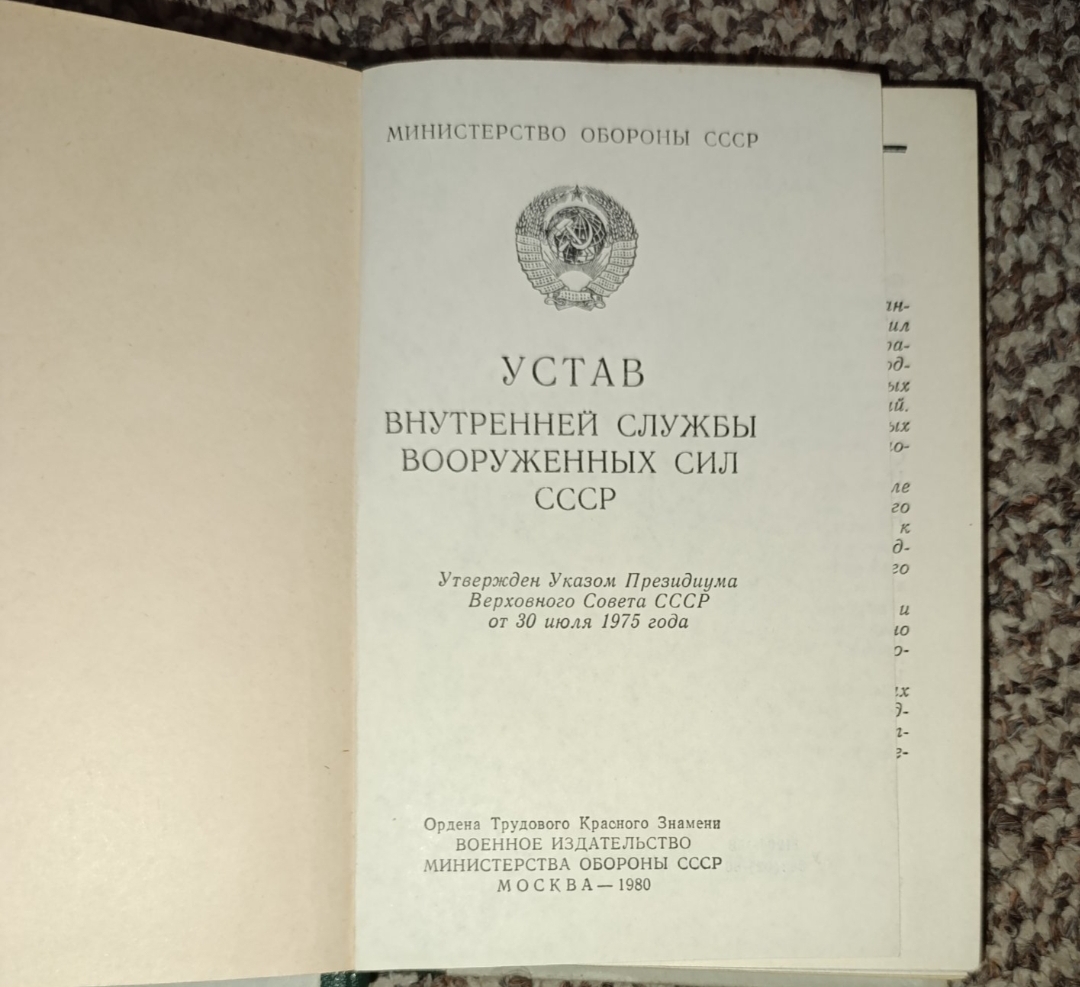 МИНИСТЕРСТВО ОБОРОНЫ СССР
УСТАВ
ВНУТРЕННЕЙ СЛУЖБЫ
ВООРУЖЕННЫХ СИЛ
СССР
Утвержден Указом Президиума
Верховного Совета СССР
от 30 июля 1975 года
Ордена Трудового Красного Знамени
ВОЕННОЕ ИЗДАТЕЛЬСТВО
МИНИСТЕРСТВА ОБОРОНЫ СССР
МОСКВА — 1980